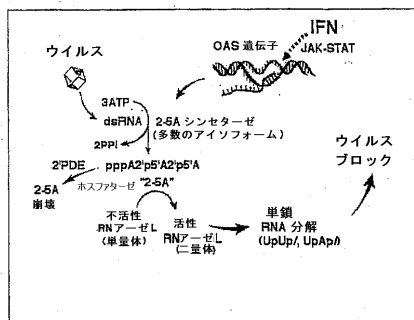 IFN
OAS 遺伝子
JAK-STAT
ウイルス
3ATP
dsRNA
2-5A シンセターゼ
(多数のアイソフォーム)
2PPi
2'PDE
pppA2'p5'A2'p5'A
ホスファターゼ
"2-5A"
2-5A
崩壊
不活性
RNアーゼL
(単量体)
活性
RNアーゼL
(二量体)
単鎖
RNA 分解
(UpUp/, UpAp/)
ウイルス
ブロック